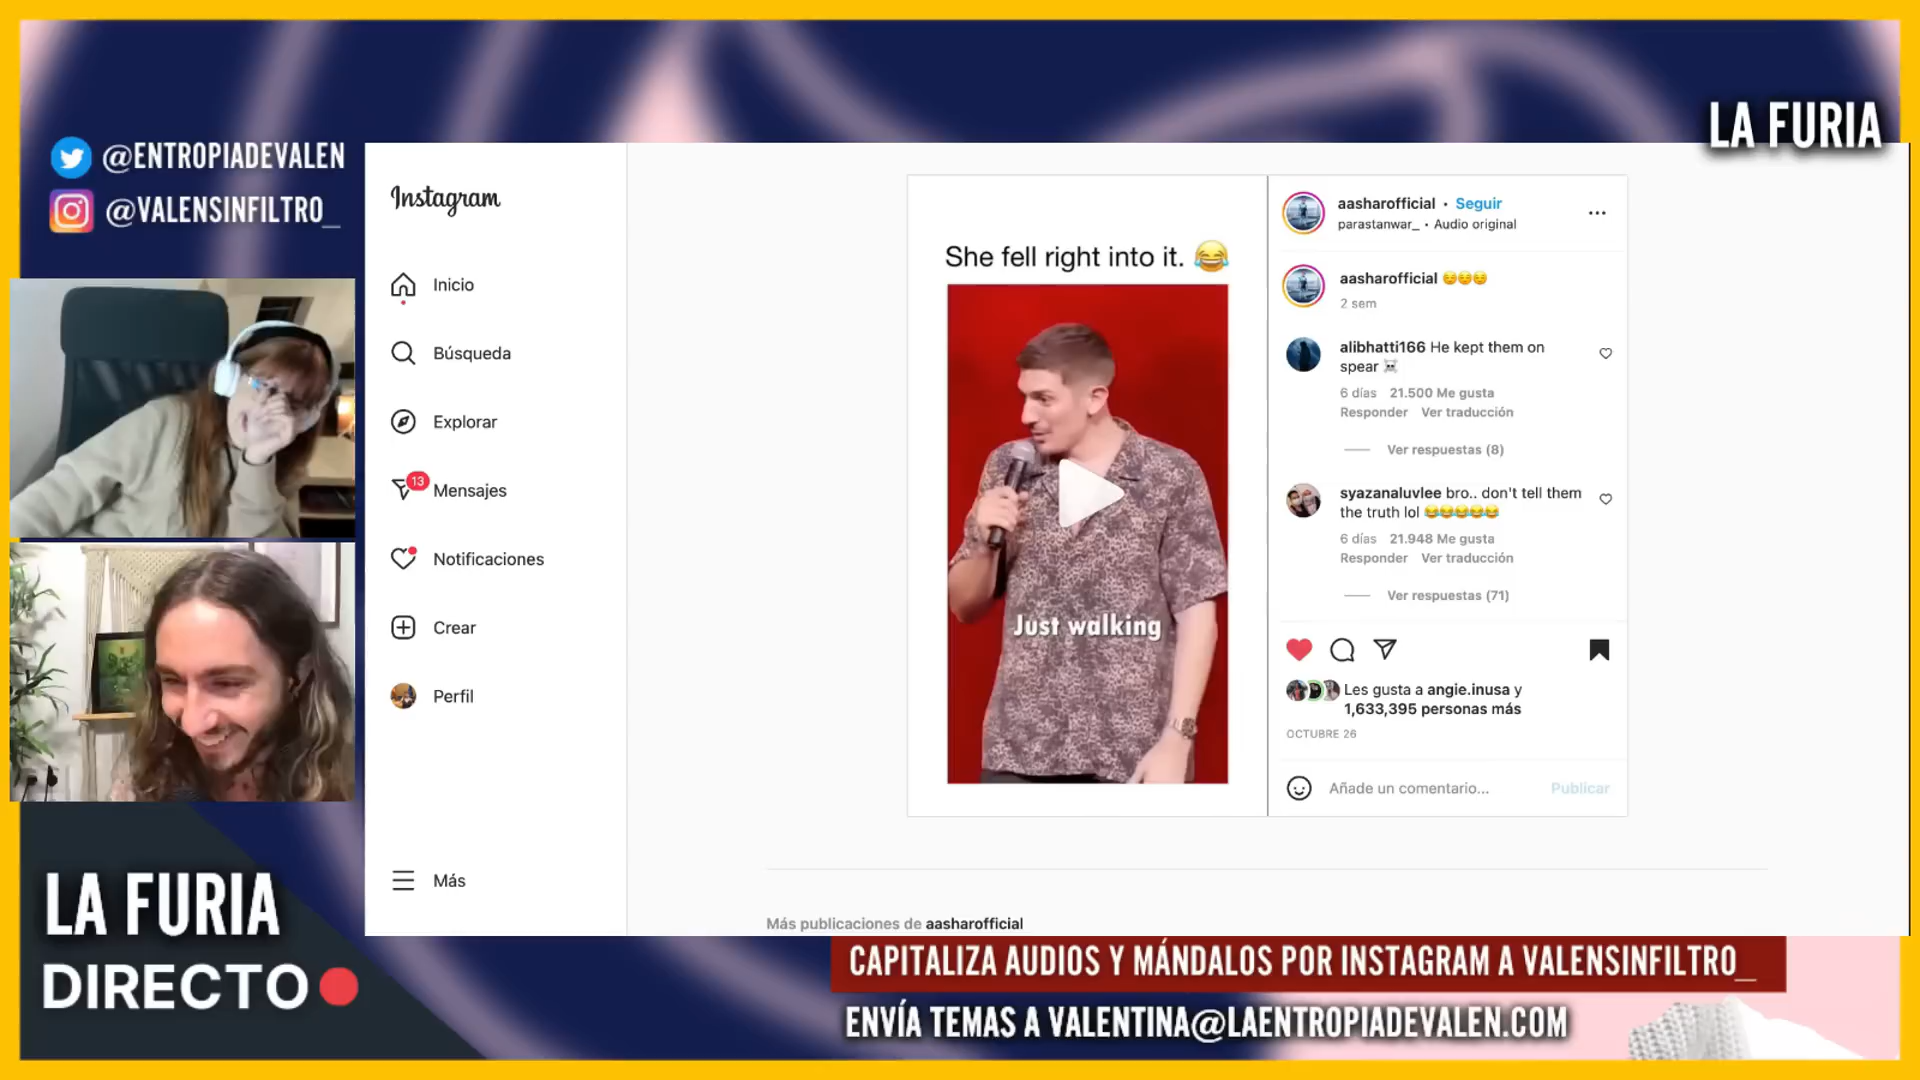 LA FURIA
@ENTROPIADEVALEN
@VALENSINFILTRO_
Instagram
Inicio
Búsqueda
Explorar
13
Mensajes
Notificaciones
Crear
Perfil
Más
She fell right into it. 😂
Just walking
aasharofficial • Seguir
parastanwar_ • Audio original
aasharofficial 😏😏😏
2 sem
alibhatti166 He kept them on
spear ☠️
6 días 21.500 Me gusta
Responder Ver traducción
Ver respuestas (8)
syazanaluvlee bro.. don't tell them
the truth lol 😂😂😂😂😂
6 días 21.948 Me gusta
Responder Ver traducción
Ver respuestas (71)
Les gusta a angie.inusa y
1,633,395 personas más
OCTUBRE 26
Añade un comentario...
Publicar
Más publicaciones de aasharofficial
LA FURIA
DIRECTO
CAPITALIZA AUDIOS Y MÁNDALOS POR INSTAGRAM A VALENSINFILTRO_
ENVÍA TEMAS A VALENTINA@LAENTROPIADEVALEN.COM